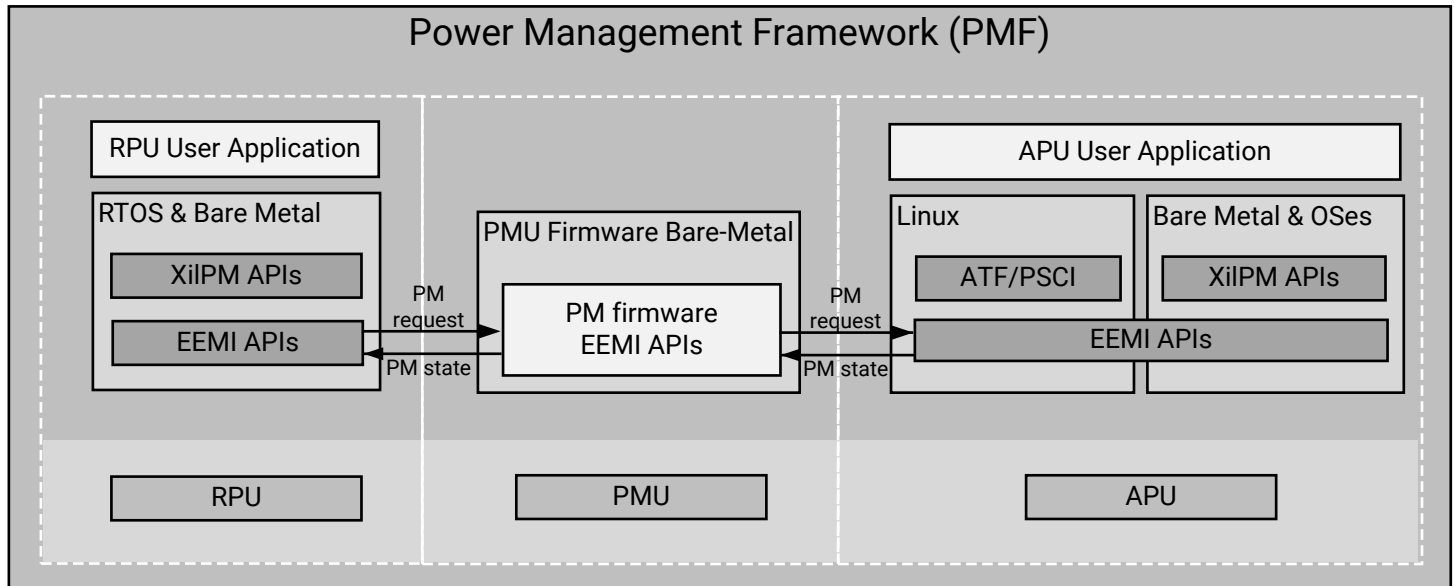 Power Management Framework (PMF)
RPU User Application
RTOS & Bare Metal
XilPM APIs
EEMI APIs
PM
request
PM state
PMU Firmware Bare-Metal
PM firmware
EEMI APIs
PM
request
PM state
APU User Application
Linux
ATF/PSCI
Bare Metal & OSes
XilPM APIs
EEMI APIs
RPU
PMU
APU